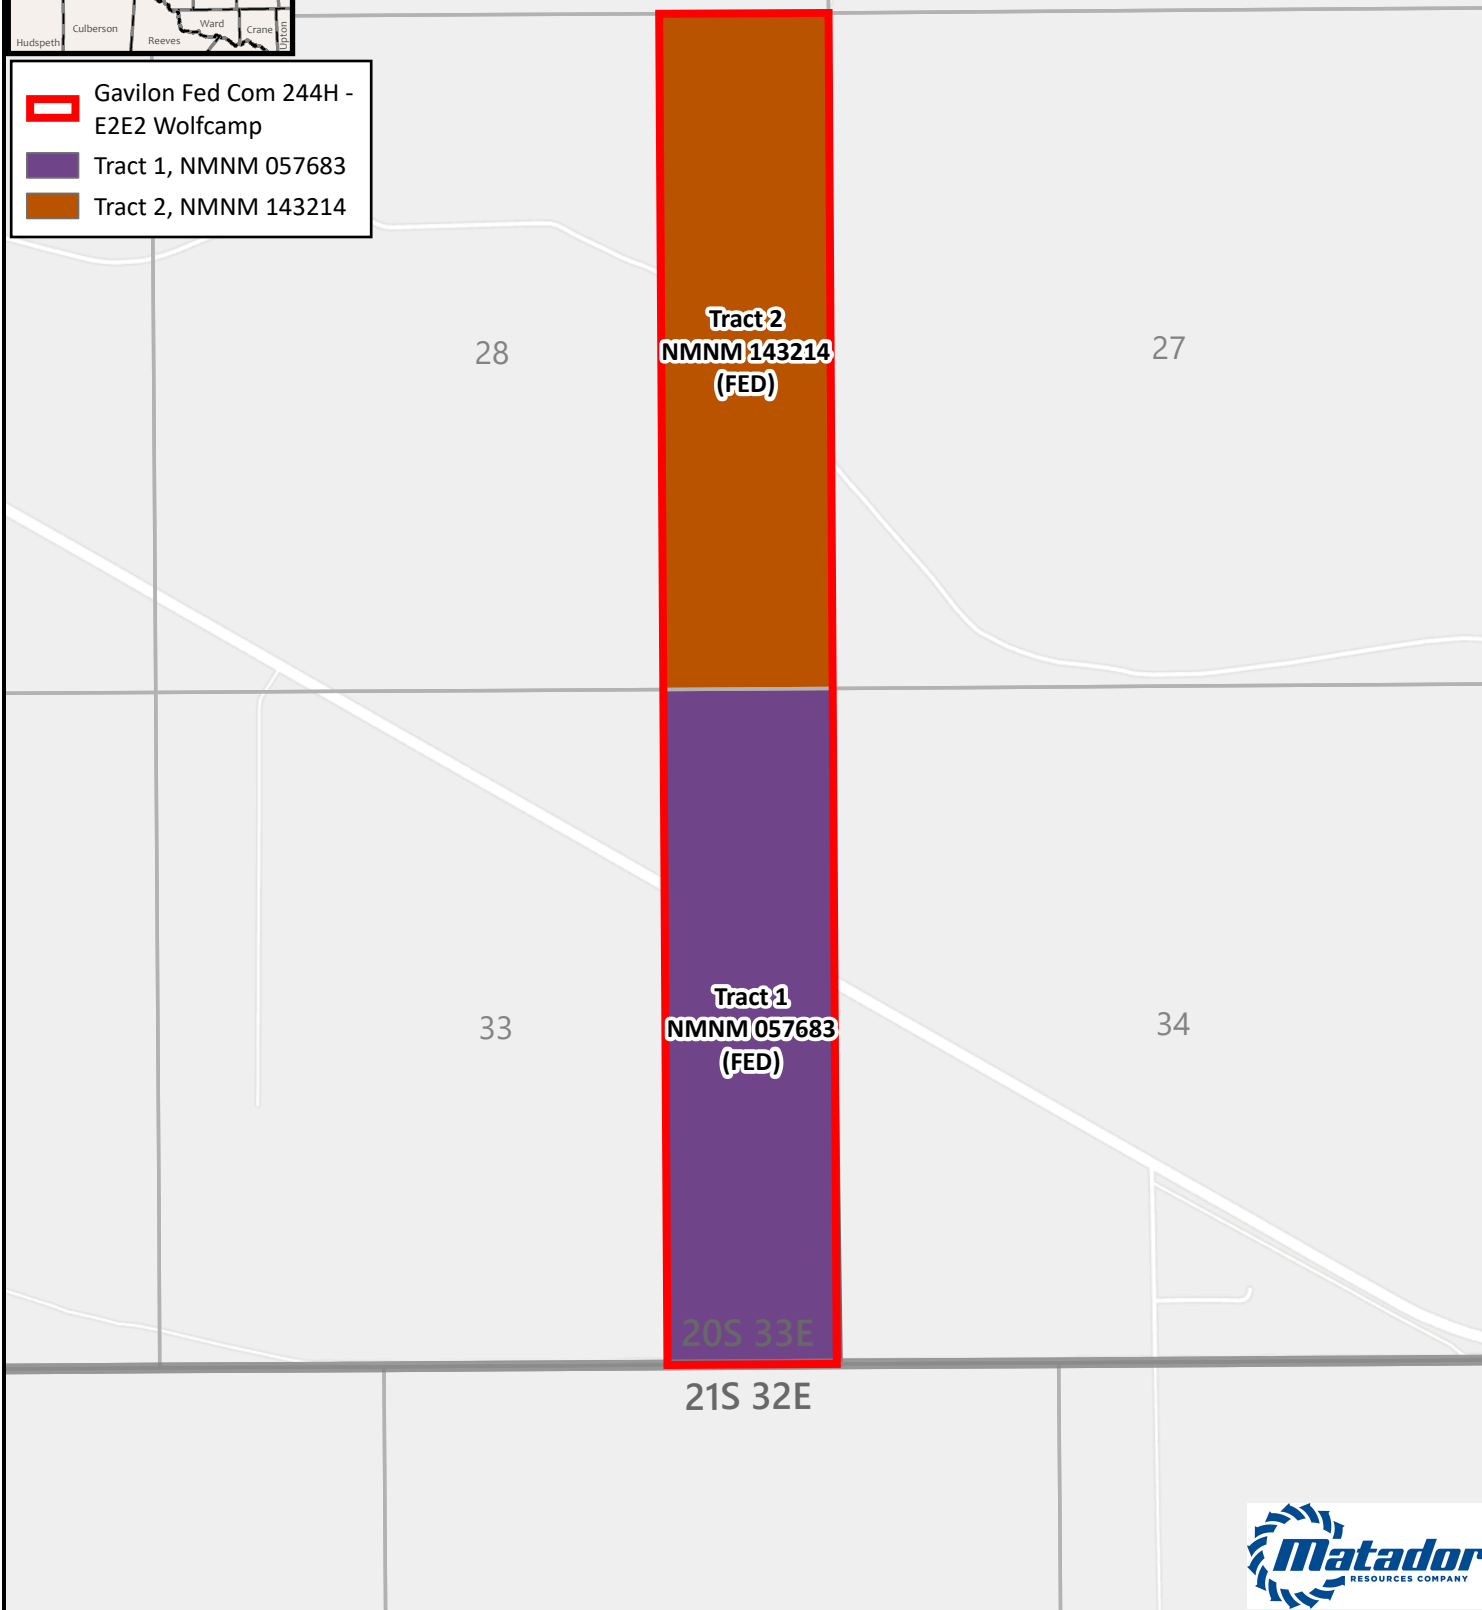 Hudspeth
Culberson
Reeves
Ward
Crane
Upton
Gavilon Fed Com 244H -
E2E2 Wolfcamp
Tract 1, NMNM 057683
Tract 2, NMNM 143214
Tract 2
NMNM 143214
(FED)
28
27
Tract 1
NMNM 057683
(FED)
33
34
20S 33E
21S 32E
Matador
RESOURCES COMPANY